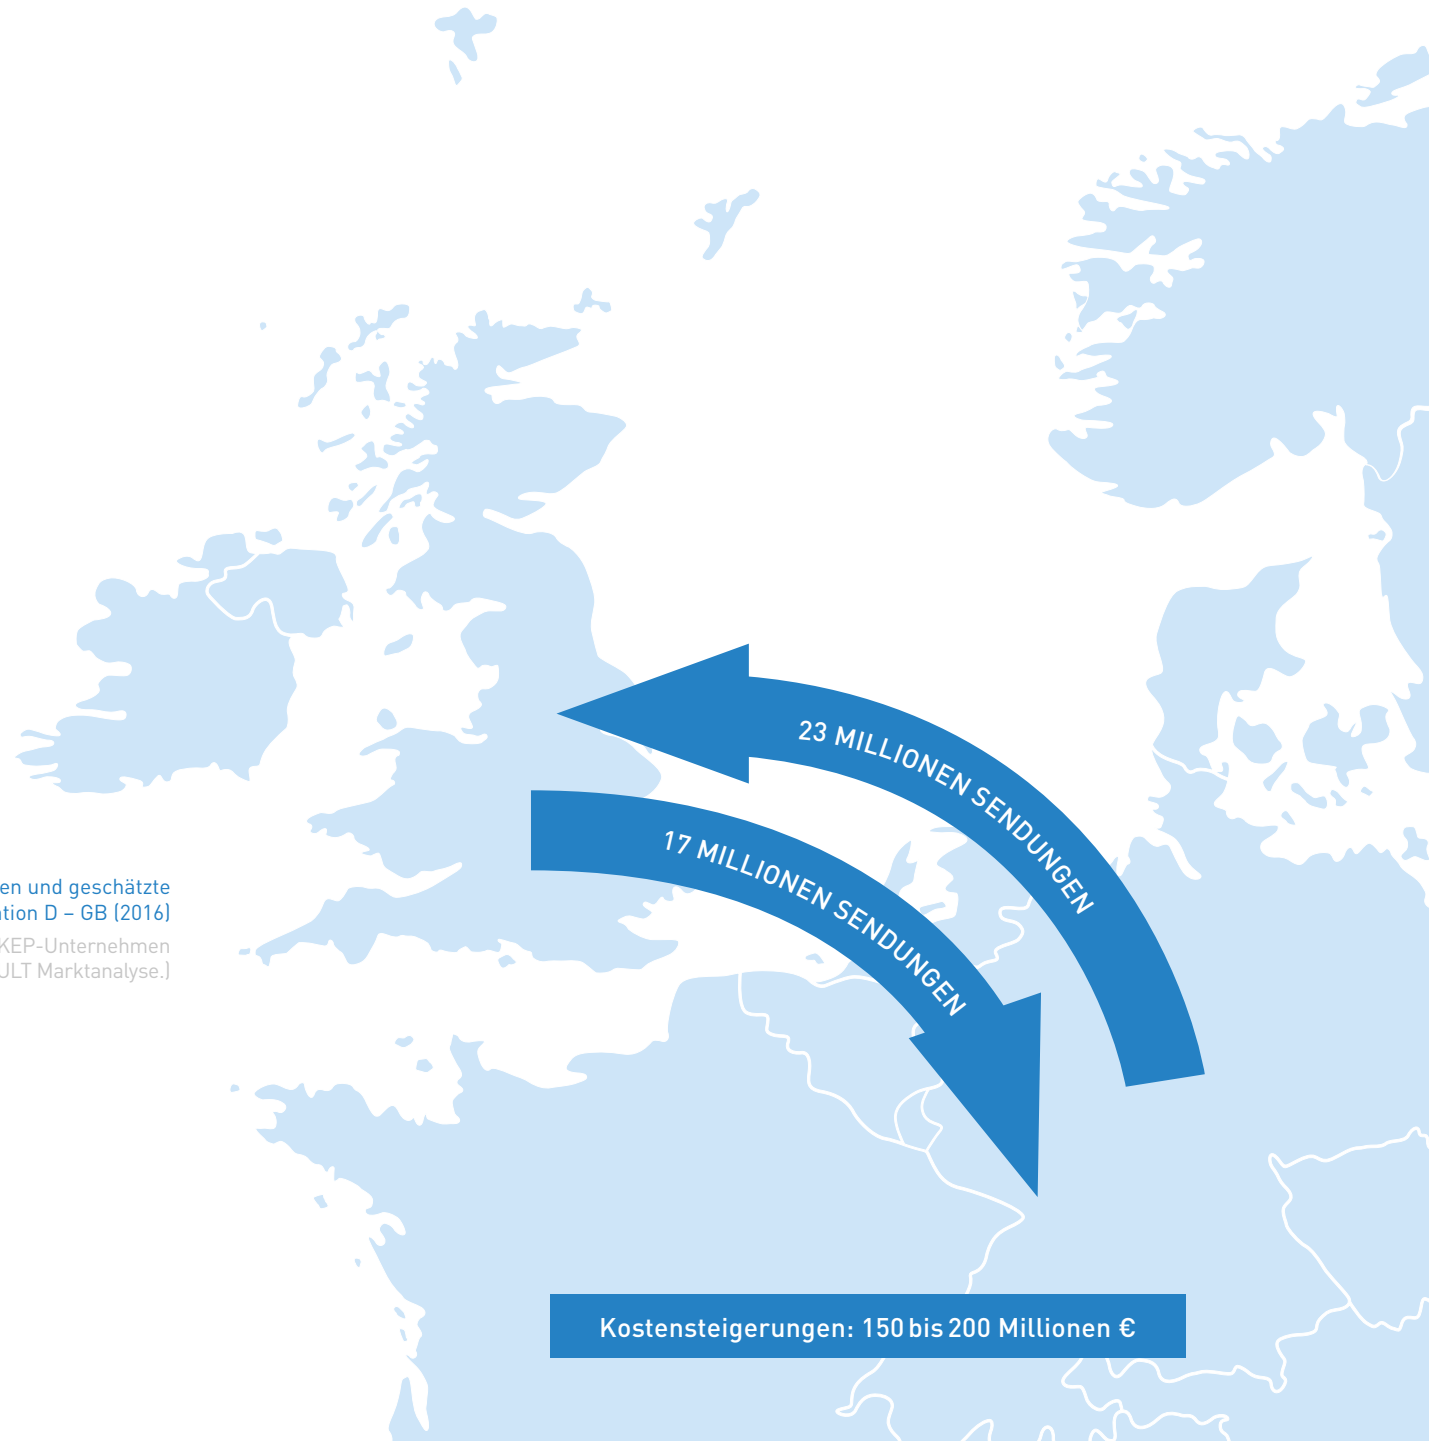 23 MILLIONEN SENDUNGEN
17 MILLIONEN SENDUNGEN
en und geschätzte
tion D – GB (2016)
KEP-Unternehmen
ULT Marktanalyse.)
Kostensteigerungen: 150 bis 200 Millionen €